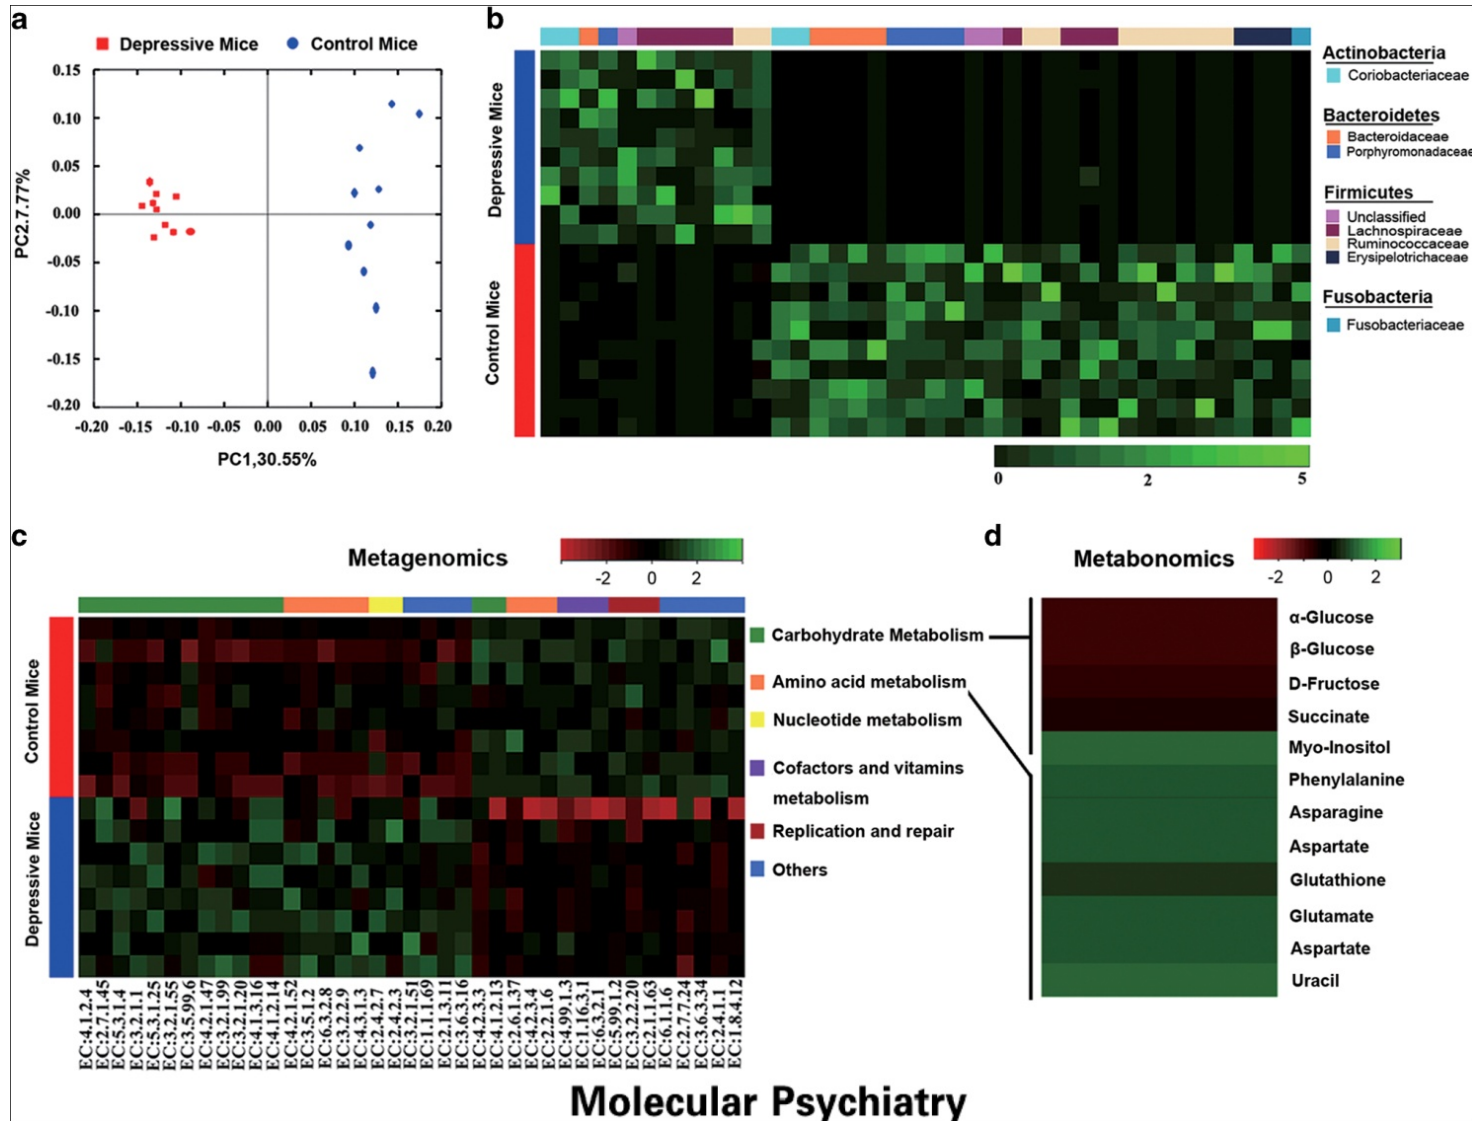 a
Depressive Mice
Control Mice
0.15
0.10
0.05
0.00
-0.05
-0.10
-0.15
-0.20
PC2.7.77%
-0.20 -0.15 -0.10 -0.05 0.00 0.05 0.10 0.15 0.20
PC1,30.55%
b
Depressive Mice
Control Mice
Actinobacteria
Coriobacteriaceae
Bacteroidetes
Bacteroidaceae
Porphyromonadaceae
Firmicutes
Unclassified
Lachnospiraceae
Ruminococcaceae
Erysipelotrichaceae
Fusobacteria
Fusobacteriaceae
0 2 5
c
Metagenomics
-2 0 2
Control Mice
Depressive Mice
Carbohydrate Metabolism
Amino acid metabolism
Nucleotide metabolism
Cofactors and vitamins
metabolism
Replication and repair
Others
EC:4.1.2.4
EC:2.7.1.45
EC:5.3.1.4
EC:3.2.1.1
EC:5.3.1.25
EC:3.2.1.55
EC:3.5.99.6
EC:4.2.1.47
EC:3.2.1.99
EC:3.2.1.20
EC:4.1.3.16
EC:4.1.2.14
EC:4.2.1.52
EC:3.5.1.2
EC:6.3.2.8
EC:3.2.2.9
EC:4.3.1.3
EC:2.4.2.7
EC:2.4.2.3
EC:3.2.1.51
EC:1.1.1.69
EC:2.1.3.11
EC:3.6.3.16
EC:4.2.3.3
EC:4.1.2.13
EC:2.6.1.37
EC:4.2.3.4
EC:2.2.1.6
EC:4.99.1.3
EC:1.16.3.1
EC:6.3.2.1
EC:5.99.1.2
EC:3.2.2.20
EC:2.1.1.63
EC:6.1.1.6
EC:2.7.7.24
EC:3.6.3.34
EC:2.4.1.1
EC:1.8.4.12
d
Metabonomics
-2 0 2
α-Glucose
β-Glucose
D-Fructose
Succinate
Myo-Inositol
Phenylalanine
Asparagine
Aspartate
Glutathione
Glutamate
Aspartate
Uracil
Molecular Psychiatry